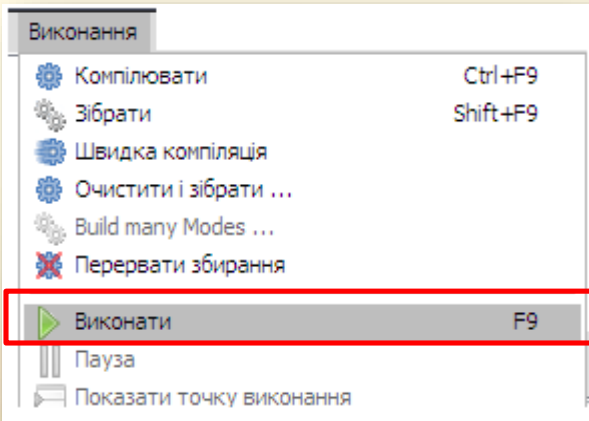 Виконання
Компілювати Ctrl+F9
Зібрати Shift+F9
Швидка компіляція
Очистити і зібрати ...
Build many Modes ...
Перервати збирання
Виконати F9
Пауза
Показати точку виконання